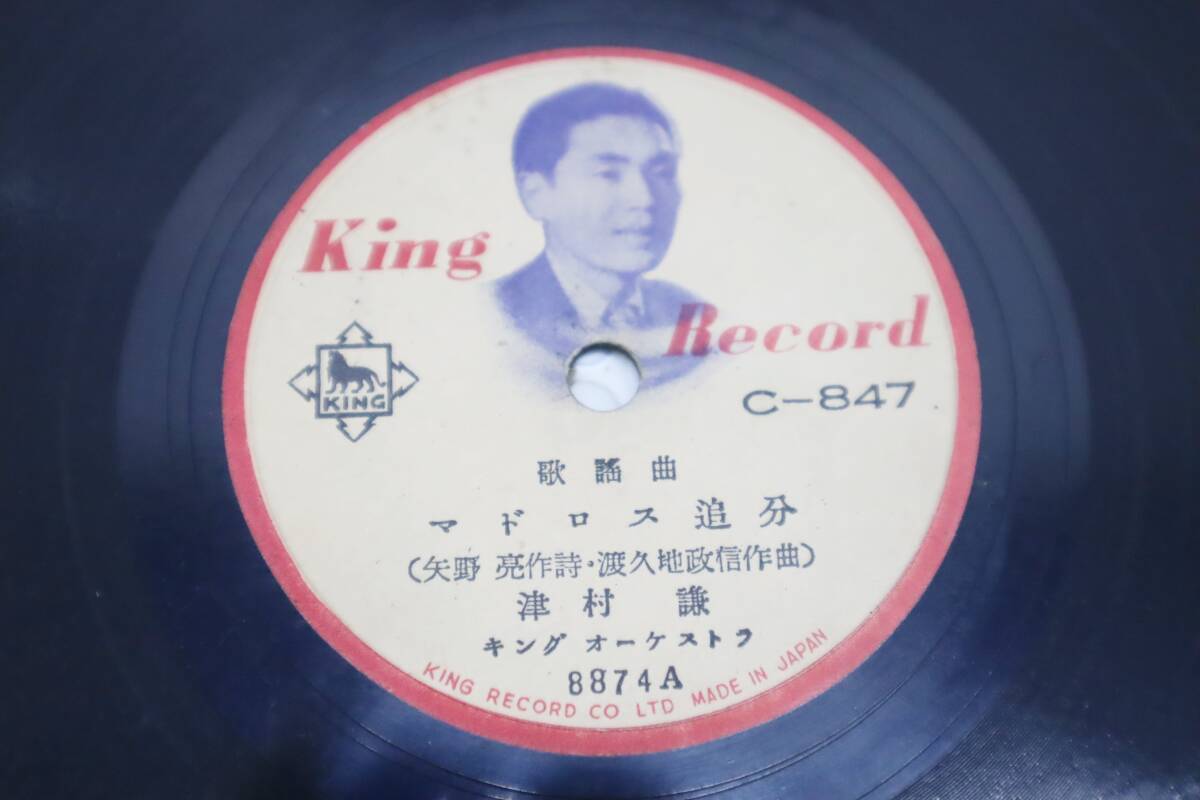 King
Record
KING
C-847
歌謡曲
マドロス追分
(矢野 亮作詩・渡久地政信作曲)
津村 謙
キング オーケストラ
8874A
KING RECORD CO LTD MADE IN JAPAN